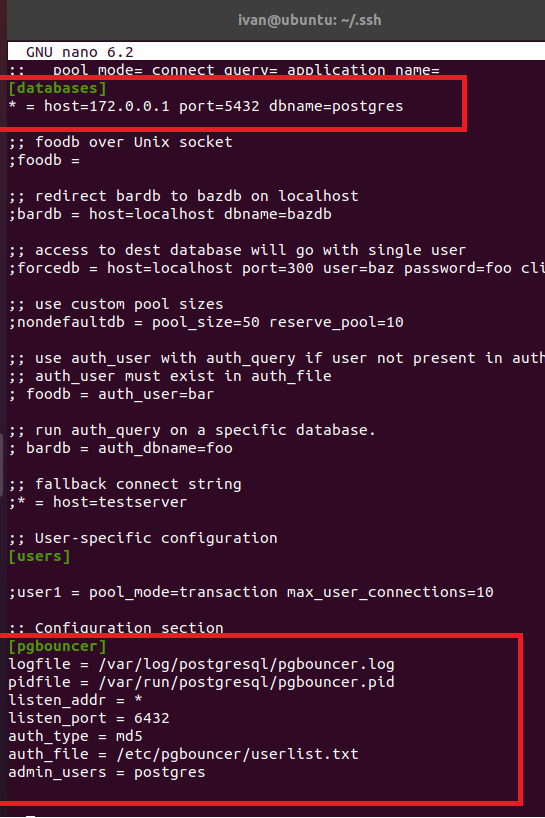 ivan@ubuntu: ~/.ssh
GNU nano 6.2
;; pool_mode= connect_query= application_name=
[databases]
* = host=172.0.0.1 port=5432 dbname=postgres
;; foodb over Unix socket
;foodb =
;; redirect bardb to bazdb on localhost
;bardb = host=localhost dbname=bazdb
;; access to dest database will go with single user
;forcedb = host=localhost port=300 user=baz password=foo cli
;; use custom pool sizes
;nondefaultdb = pool_size=50 reserve_pool=10
;; use auth_user with auth_query if user not present in auth
;; auth_user must exist in auth_file
; foodb = auth_user=bar
;; run auth_query on a specific database.
; bardb = auth_dbname=foo
;; fallback connect string
;* = host=testserver
;; User-specific configuration
[users]
;user1 = pool_mode=transaction max_user_connections=10
;; Configuration section
[pgbouncer]
logfile = /var/log/postgresql/pgbouncer.log
pidfile = /var/run/postgresql/pgbouncer.pid
listen_addr = *
listen_port = 6432
auth_type = md5
auth_file = /etc/pgbouncer/userlist.txt
admin_users = postgres